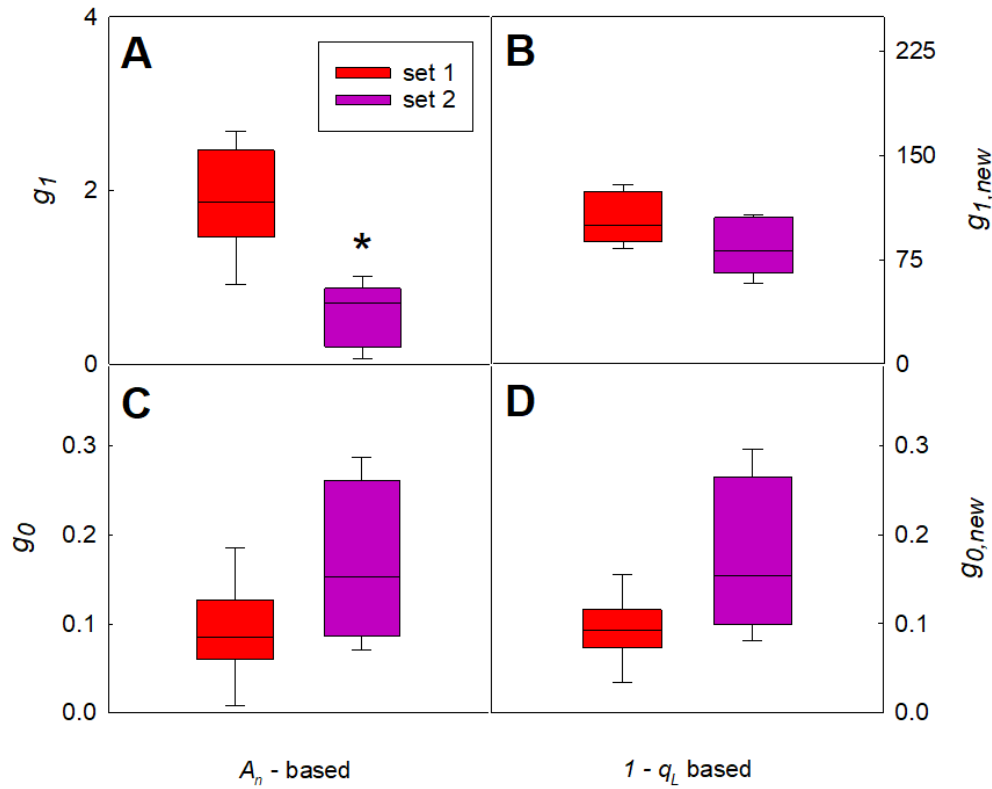 A
set 1
set 2
B
4
2
0
g1
*
225
150
75
0
g1,new
C
D
0.3
0.2
0.1
0.0
g0
0.3
0.2
0.1
0.0
g0,new
An - based
1 - qL based